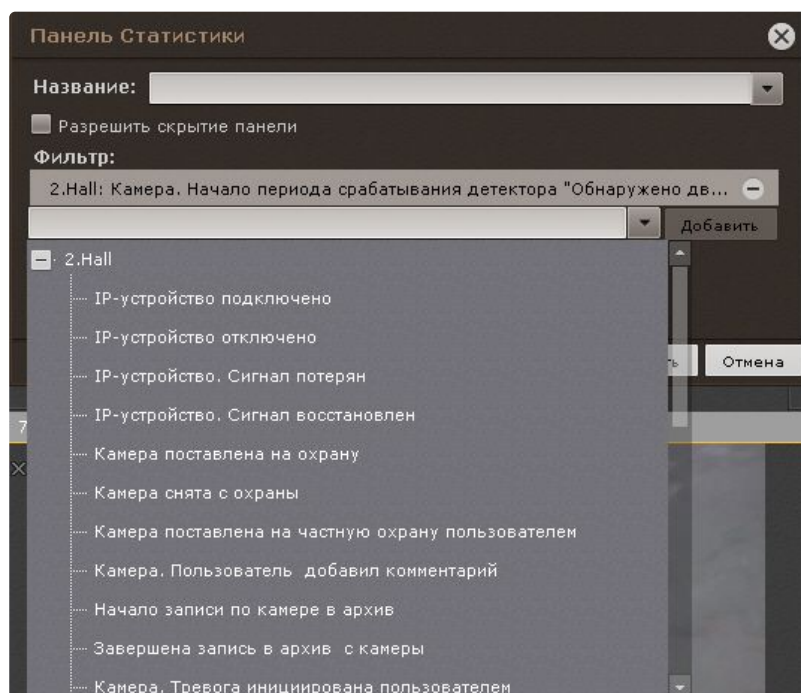 Панель Статистики
Название:
Разрешить скрытие панели
Фильтр:
2.Hall: Камера. Начало периода срабатывания детектора "Обнаружено дв...
Добавить
2.Hall
IP-устройство подключено
IP-устройство отключено
IP-устройство. Сигнал потерян
Отмена
IP-устройство. Сигнал восстановлен
7
Камера поставлена на охрану
Камера снята с охраны
Камера поставлена на частную охрану пользователем
Камера. Пользователь добавил комментарий
Начало записи по камере в архив
Завершена запись в архив с камеры
Камера. Тревога инициирована пользователем